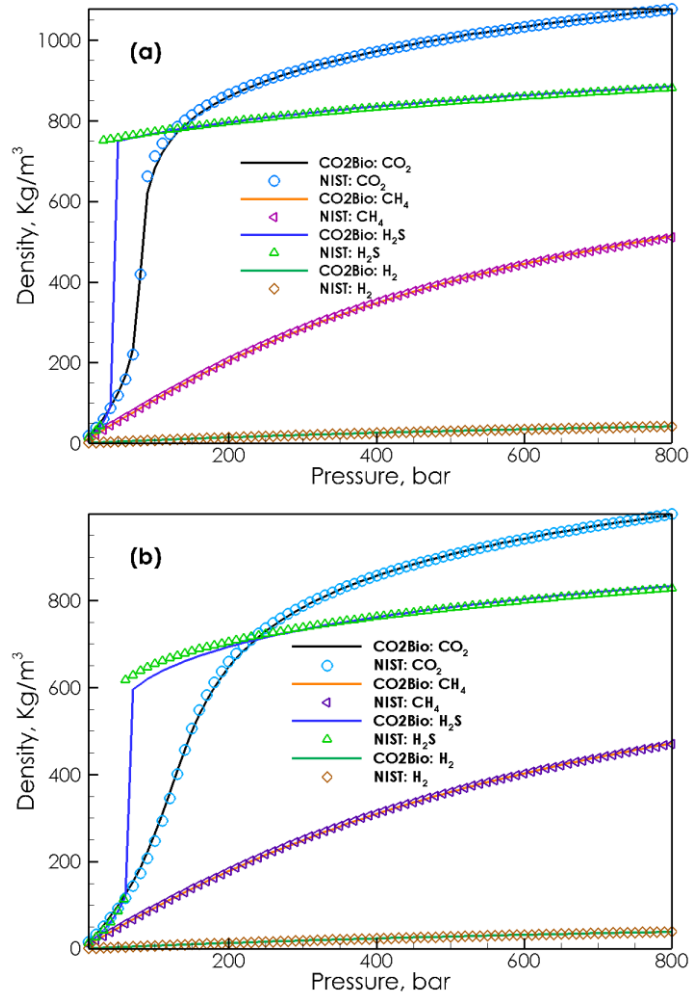 (a)
1000
800
600
400
200
0
Density, Kg/m³
CO2Bio: CO₂
NIST: CO₂
CO2Bio: CH₄
NIST: CH₄
CO2Bio: H₂S
NIST: H₂S
CO2Bio: H₂
NIST: H₂
200
400
600
800
Pressure, bar
(b)
800
600
400
200
0
Density, Kg/m³
CO2Bio: CO₂
NIST: CO₂
CO2Bio: CH₄
NIST: CH₄
CO2Bio: H₂S
NIST: H₂S
CO2Bio: H₂
NIST: H₂
200
400
600
800
Pressure, bar